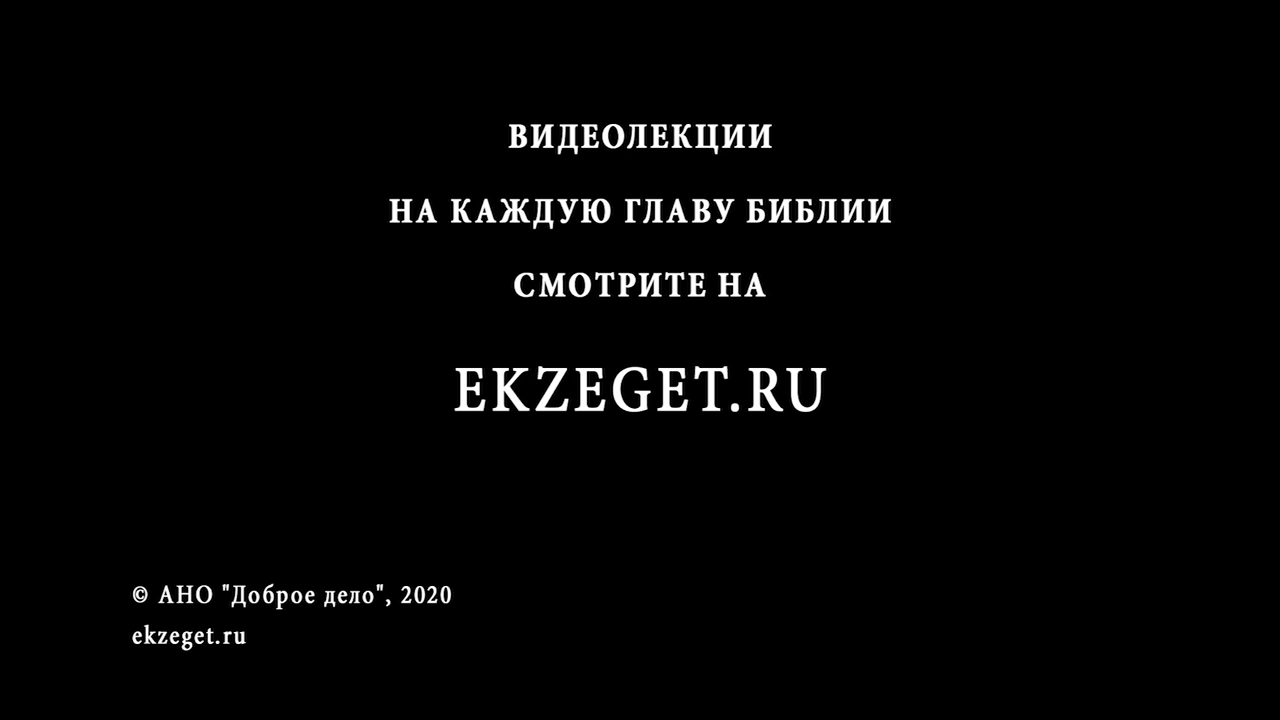 ВИДЕОЛЕКЦИИ
НА КАЖДУЮ ГЛАВУ БИБЛИИ
СМОТРИТЕ НА
EKZEGET.RU
© АНО "Доброе дело", 2020
ekzeget.ru